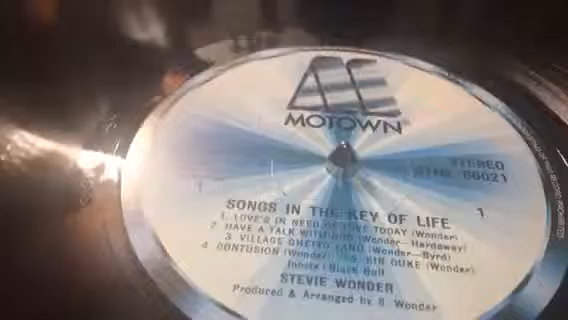 MOTOWN
STEREO
6002
1
SONGS IN THE KEY OF LIFE
1. LOVE'S IN NEED OF LOVE TODAY (Wonder)
2. HAVE A TALK WITH GOD (Wonder—Hardaway)
3. VILLAGE GHETTO LAND (Wonder—Byrd)
4. CONTUSION (Wonder) 5. SIR DUKE (Wonder)
Black Bull
STEVIE WONDER
Produced & Arranged by S. Wonder